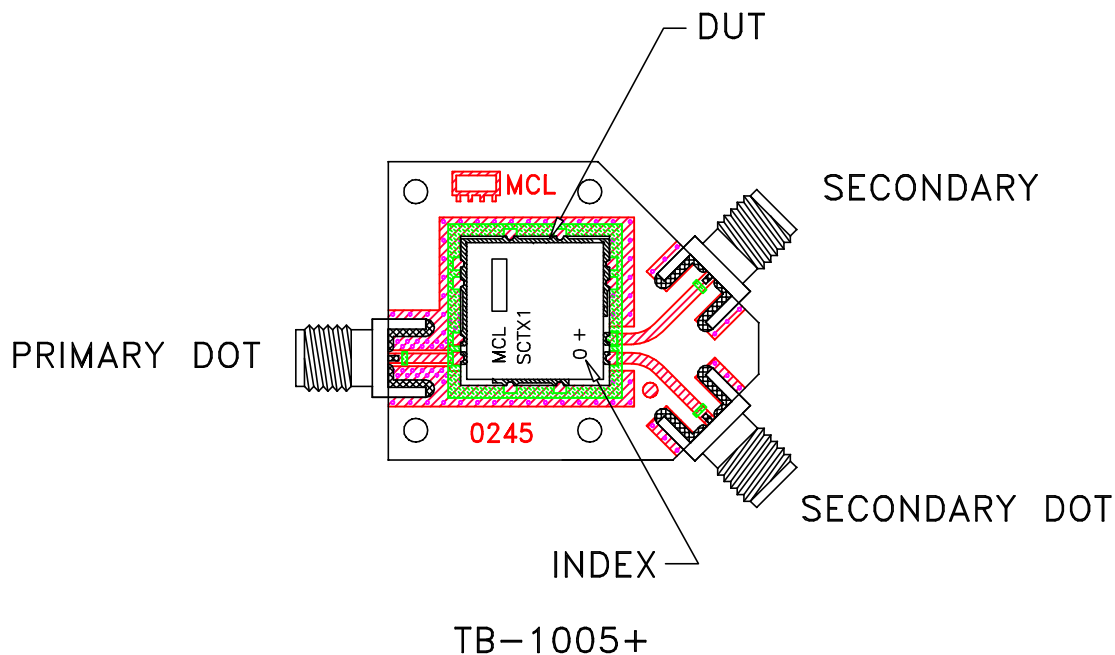 DUT
MCL
SECONDARY
PRIMARY DOT
MCL
SCTX1
0 +
0245
SECONDARY DOT
INDEX
TB-1005+